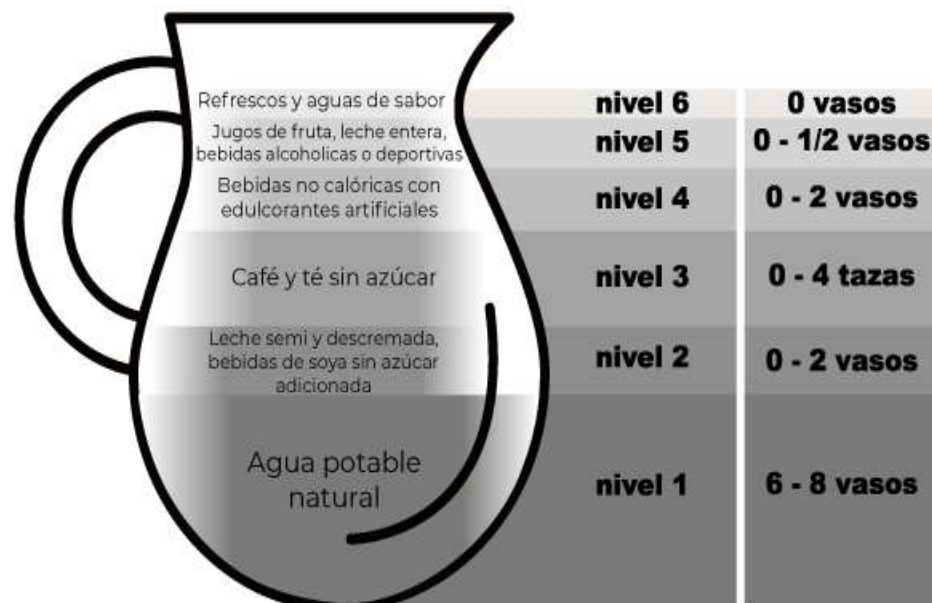 Refrescos y aguas de sabor
nivel 6
0 vasos
Jugos de fruta, leche entera,
bebidas alcoholicas o deportivas
nivel 5
0 - 1/2 vasos
Bebidas no calóricas con
edulcorantes artificiales
nivel 4
0 - 2 vasos
Café y té sin azúcar
nivel 3
0 - 4 tazas
Leche semi y descremada,
bebidas de soya sin azúcar
adicionada
nivel 2
0 - 2 vasos
Agua potable
natural
nivel 1
6 - 8 vasos